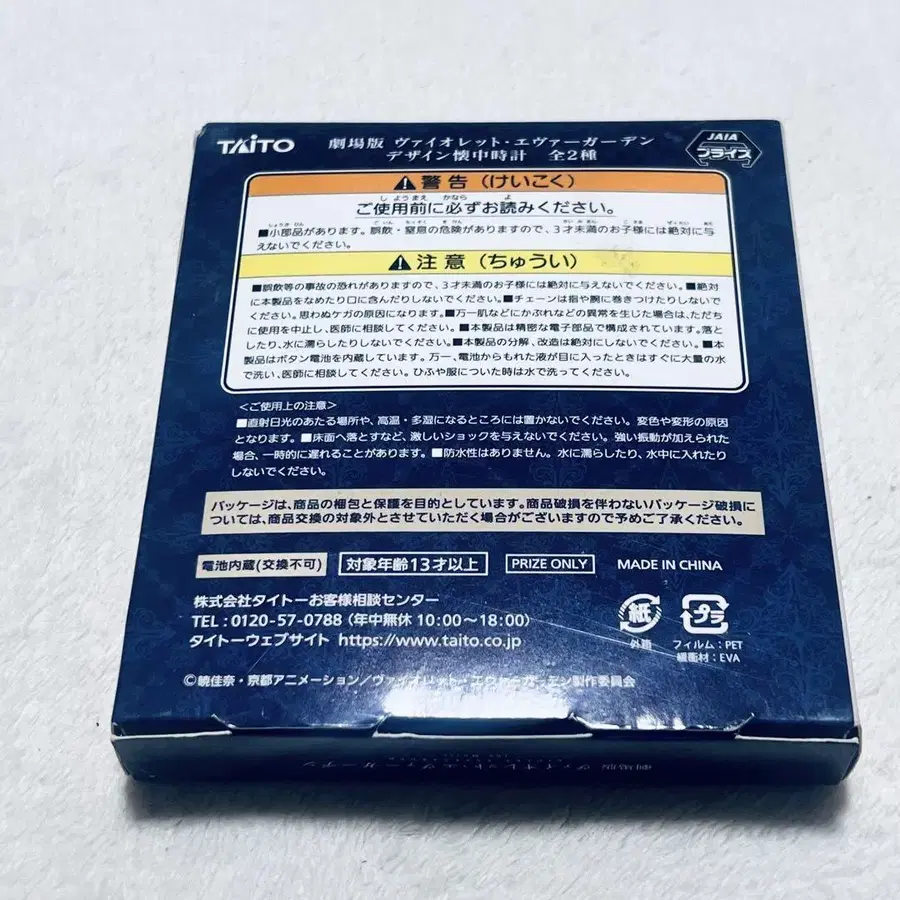 TAITO
劇場版 ヴァイオレット・エヴァーガーデン
デザイン懐中時計 全2種
JAIA
プライズ
警告（けいこく）
ご使用前に必ずお読みください。
■小部品があります。誤飲・窒息の危険がありますので、3才未満のお子様には絶対に与
えないでください。
注意（ちゅうい）
■誤飲等の事故の恐れがありますので、3才未満のお子様には絶対に与えないでください。■絶対
に本製品をなめたり口に含んだりしないでください。■チェーンは指や腕に巻きつけたりしないで
ください。思わぬケガの原因になります。■万一肌などにかぶれなどの異常を生じた場合は、ただち
に使用を中止し、医師に相談してください。■本製品は精密な電子部品で構成されています。落と
したり、水に濡らしたりしないでください。■本製品の分解、改造は絶対にしないでください。■本
製品はボタン電池を内蔵しています。万一、電池からもれた液が目に入ったときはすぐに大量の水
で洗い、医師に相談してください。ひふや服についた時は水で洗ってください。
＜ご使用上の注意＞
■直射日光のあたる場所や、高温・多湿になるところには置かないでください。変色や変形の原因
となります。■床面へ落とすなど、激しいショックを与えないでください。強い振動が加えられた
場合、一時的に遅れることがあります。■防水性はありません。水に濡らしたり、水中に入れたり
しないでください。
パッケージは、商品の梱包と保護を目的としています。商品破損を伴わないパッケージ破損に
ついては、商品交換の対象外とさせていただく場合がございますので予めご了承ください。
電池内蔵(交換不可) 対象年齢13才以上 PRIZE ONLY MADE IN CHINA
株式会社タイトーお客様相談センター
TEL：0120-57-0788（年中無休 10:00〜18:00）
タイトーウェブサイト https://www.taito.co.jp
紙
外箱
プラ
フィルム：PET
緩衝材：EVA
©暁佳奈・京都アニメーション／ヴァイオレット・エヴァーガーデン製作委員会
劇場版 ヴァイオレット・エヴァーガーデン